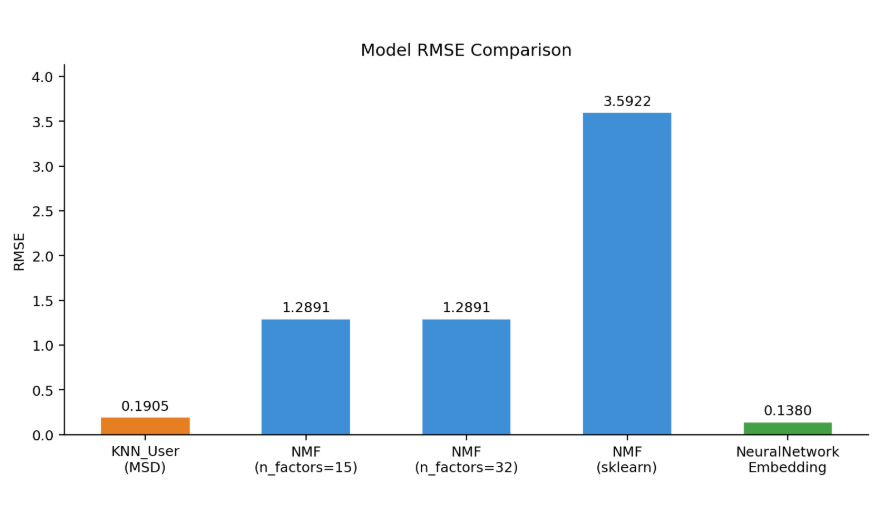 Model RMSE Comparison
4.0
3.5
3.0
2.5
2.0
1.5
1.0
0.5
0.0
RMSE
0.1905
1.2891
1.2891
3.5922
0.1380
KNN_User
(MSD)
NMF
(n_factors=15)
NMF
(n_factors=32)
NMF
(sklearn)
NeuralNetwork
Embedding